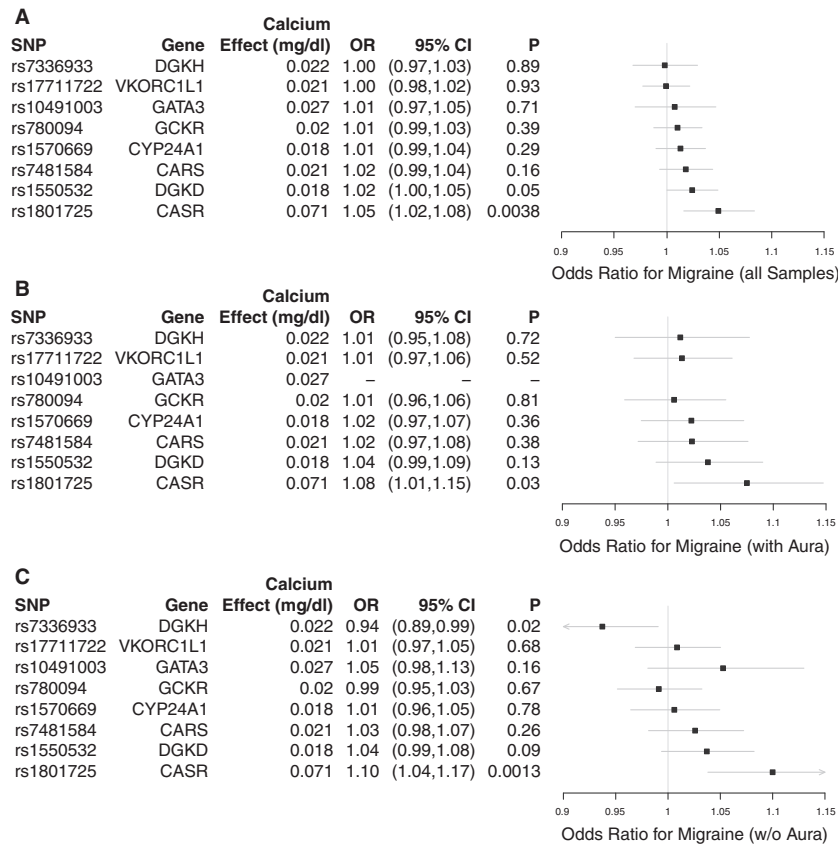 A
Calcium
SNP Gene Effect (mg/dl) OR 95% CI P
rs7336933 DGKH 0.022 1.00 (0.97,1.03) 0.89
rs17711722 VKORC1L1 0.021 1.00 (0.98,1.02) 0.93
rs10491003 GATA3 0.027 1.01 (0.97,1.05) 0.71
rs780094 GCKR 0.02 1.01 (0.99,1.03) 0.39
rs1570669 CYP24A1 0.018 1.01 (0.99,1.04) 0.29
rs7481584 CARS 0.021 1.02 (0.99,1.04) 0.16
rs1550532 DGKD 0.018 1.02 (1.00,1.05) 0.05
rs1801725 CASR 0.071 1.05 (1.02,1.08) 0.0038
0.9 0.95 1 1.05 1.1 1.15
Odds Ratio for Migraine (all Samples)
B
Calcium
SNP Gene Effect (mg/dl) OR 95% CI P
rs7336933 DGKH 0.022 1.01 (0.95,1.08) 0.72
rs17711722 VKORC1L1 0.021 1.01 (0.97,1.06) 0.52
rs10491003 GATA3 0.027 – – –
rs780094 GCKR 0.02 1.01 (0.96,1.06) 0.81
rs1570669 CYP24A1 0.018 1.02 (0.97,1.07) 0.36
rs7481584 CARS 0.021 1.02 (0.97,1.08) 0.38
rs1550532 DGKD 0.018 1.04 (0.99,1.09) 0.13
rs1801725 CASR 0.071 1.08 (1.01,1.15) 0.03
0.9 0.95 1 1.05 1.1 1.15
Odds Ratio for Migraine (with Aura)
C
Calcium
SNP Gene Effect (mg/dl) OR 95% CI P
rs7336933 DGKH 0.022 0.94 (0.89,0.99) 0.02
rs17711722 VKORC1L1 0.021 1.01 (0.97,1.05) 0.68
rs10491003 GATA3 0.027 1.05 (0.98,1.13) 0.16
rs780094 GCKR 0.02 0.99 (0.95,1.03) 0.67
rs1570669 CYP24A1 0.018 1.01 (0.96,1.05) 0.78
rs7481584 CARS 0.021 1.03 (0.98,1.07) 0.26
rs1550532 DGKD 0.018 1.04 (0.99,1.08) 0.09
rs1801725 CASR 0.071 1.10 (1.04,1.17) 0.0013
0.9 0.95 1 1.05 1.1 1.15
Odds Ratio for Migraine (w/o Aura)